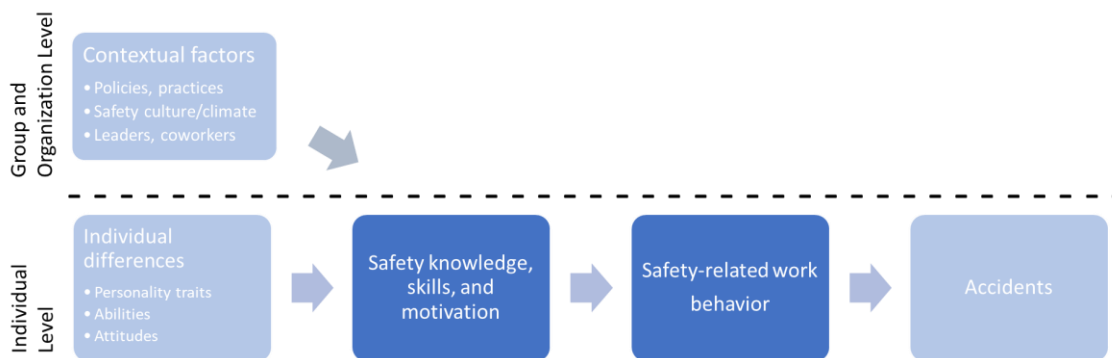 Group and
Organization Level
Contextual factors
• Policies, practices
• Safety culture/climate
• Leaders, coworkers
Individual
Level
Individual
differences
• Personality traits
• Abilities
• Attitudes
Safety knowledge,
skills, and
motivation
Safety-related work
behavior
Accidents